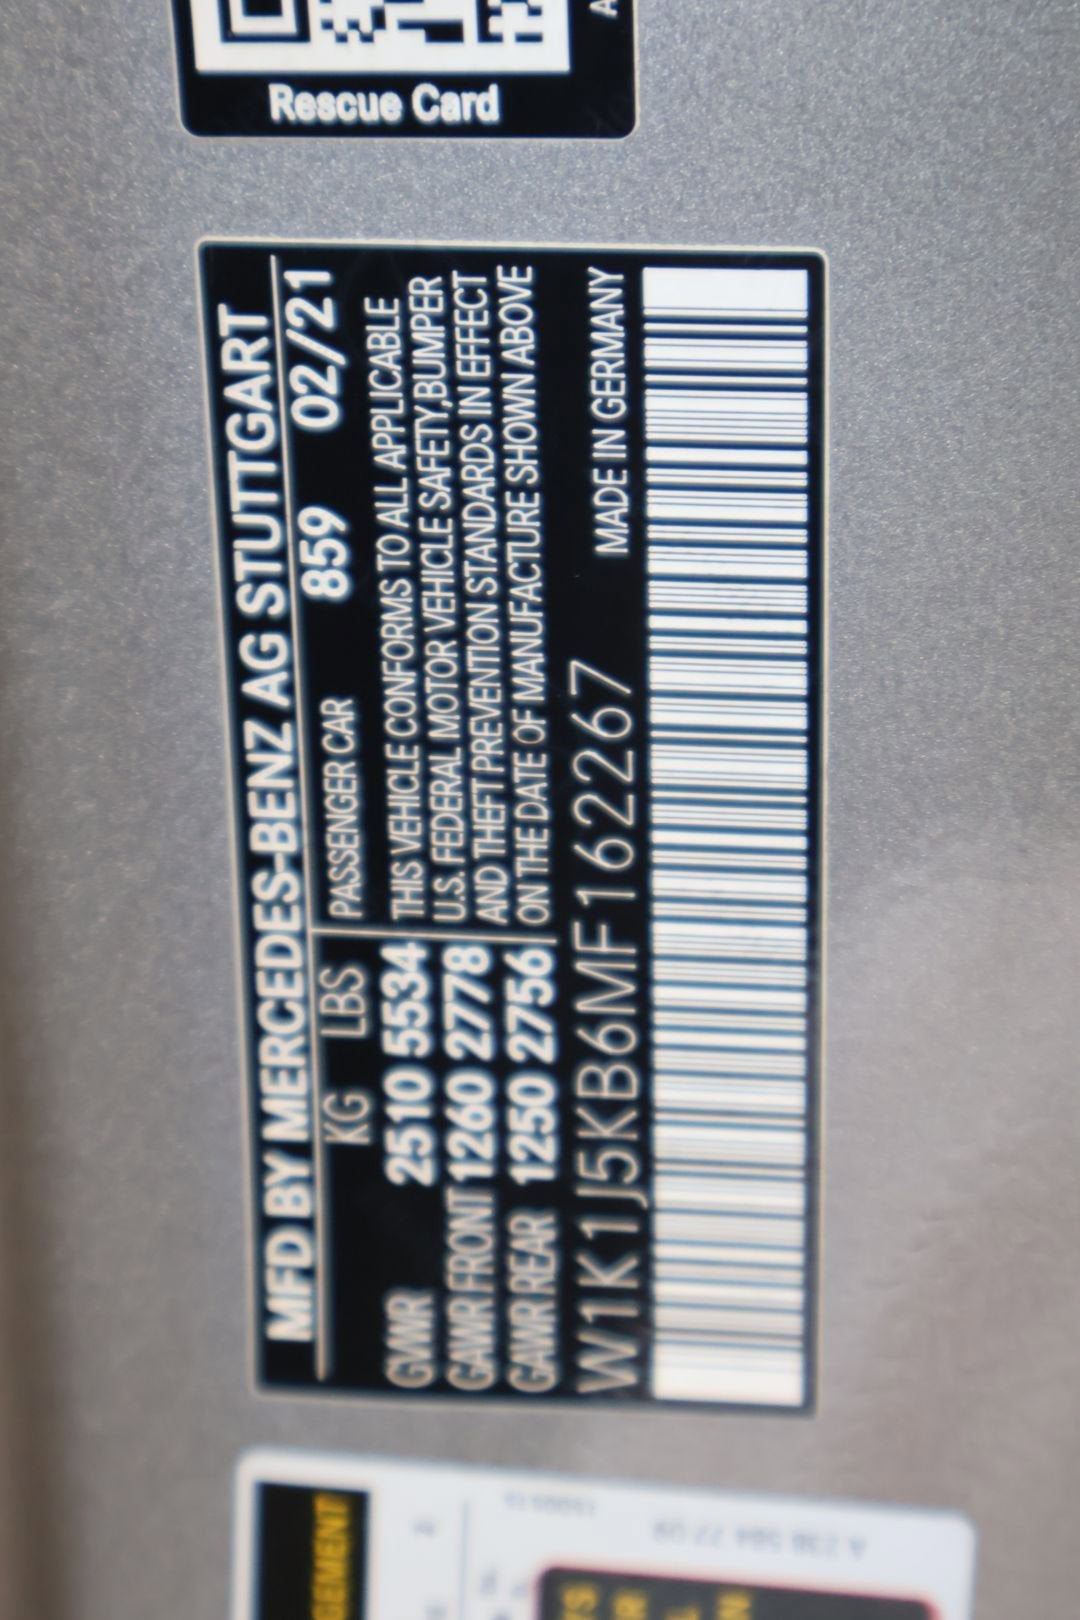 Rescue Card
MFD BY MERCEDES-BENZ AG STUTTGART
KG LBS
PASSENGER CAR 859 02/21
GVWR 2510 5534
GAWR FRONT 1260 2778
GAWR REAR 1250 2756
THIS VEHICLE CONFORMS TO ALL APPLICABLE
U.S. FEDERAL MOTOR VEHICLE SAFETY,BUMPER
AND THEFT PREVENTION STANDARDS IN EFFECT
ON THE DATE OF MANUFACTURE SHOWN ABOVE
W1K1J5KB6MF162267
MADE IN GERMANY